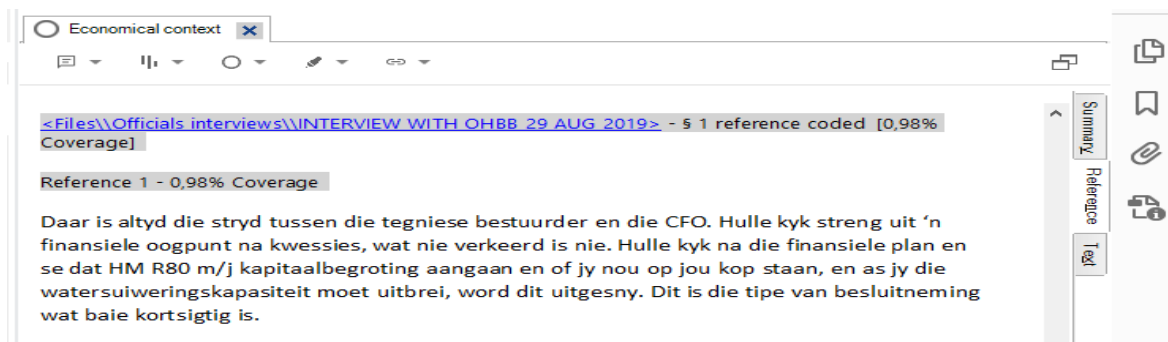 Economical context
<Files\\Officials interviews\\INTERVIEW WITH OHBB 29 AUG 2019> - § 1 reference coded [0,98%
Coverage]
Reference 1 - 0,98% Coverage
Daar is altyd die stryd tussen die tegniese bestuurder en die CFO. Hulle kyk streng uit ‘n
finansiele oogpunt na kwessies, wat nie verkeerd is nie. Hulle kyk na die finansiele plan en
se dat HM R80 m/j kapitaalbegroting aangaan en of jy nou op jou kop staan, en as jy die
watersuiweringskapasiteit moet uitbrei, word dit uitgesny. Dit is die tipe van besluitneming
wat baie kortsigtig is.
Summary
Reference
Text